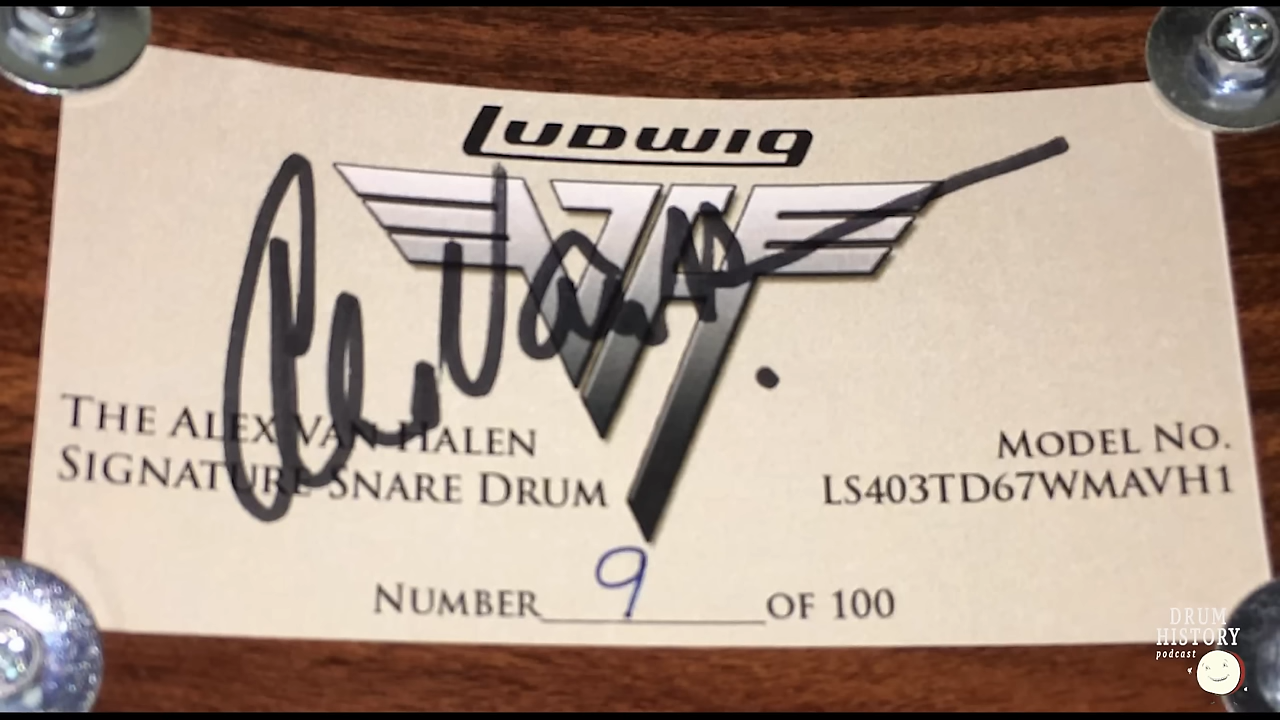 Ludwig
THE ALEX VAN HALEN
SIGNATURE SNARE DRUM
MODEL NO.
LS403TD67WMAVH1
NUMBER 9 OF 100
DRUM
HISTORY
podcast